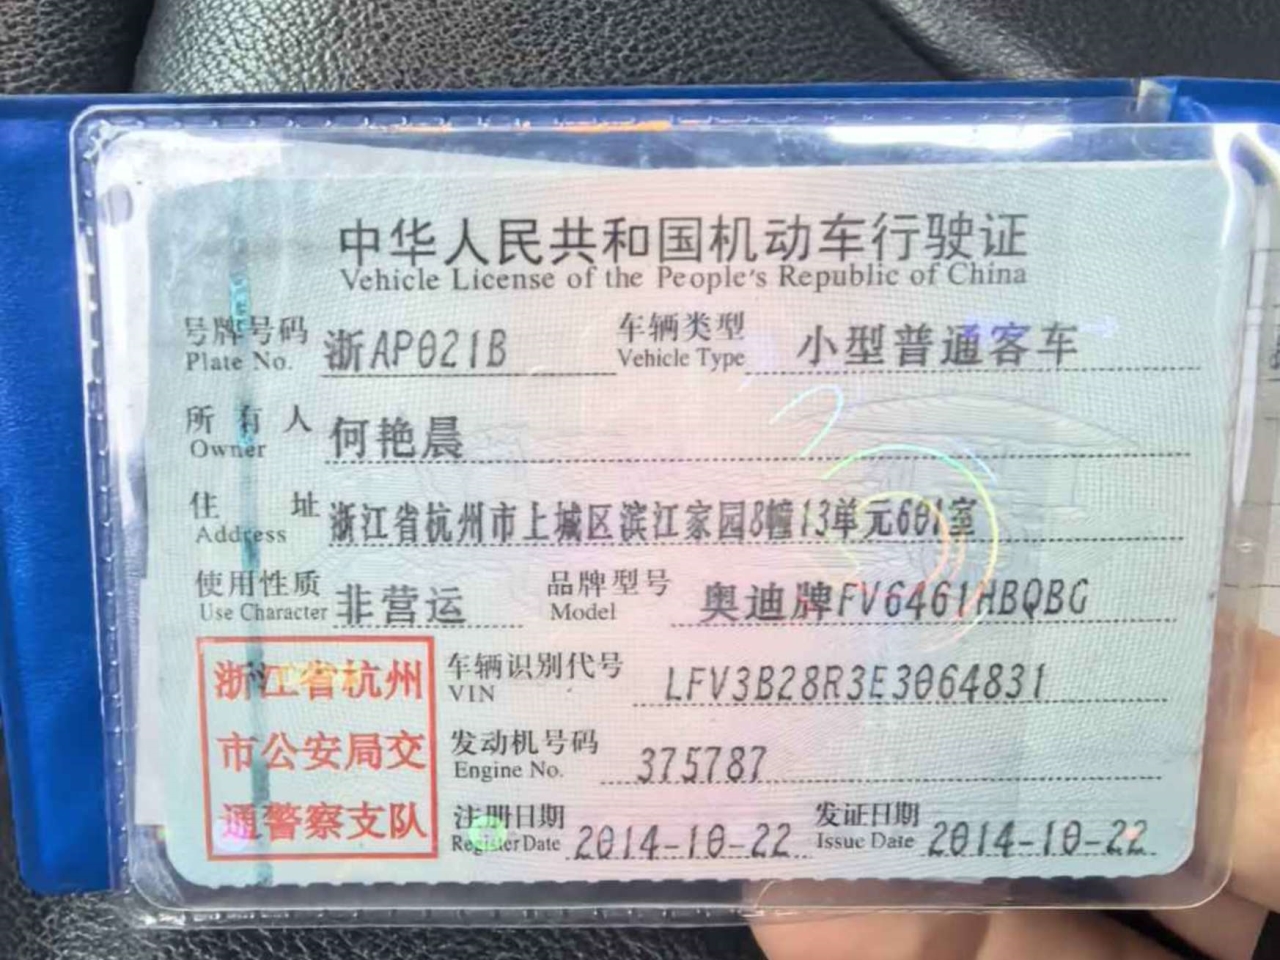 中华人民共和国机动车行驶证
Vehicle License of the People's Republic of China
号牌号码 浙AP021B 车辆类型 小型普通客车
Plate No. Vehicle Type
所有人 何艳晨
Owner
住址 浙江省杭州市上城区滨江家园8幢13单元601室
Address
使用性质 非营运 品牌型号 奥迪牌FV6461HBQBG
Use Character Model
浙江省杭州
市公安局交
通警察支队
车辆识别代号 LFV3B28R3E3064831
VIN
发动机号码 375787
Engine No.
注册日期 2014-10-22 发证日期 2014-10-22
Register Date Issue Date